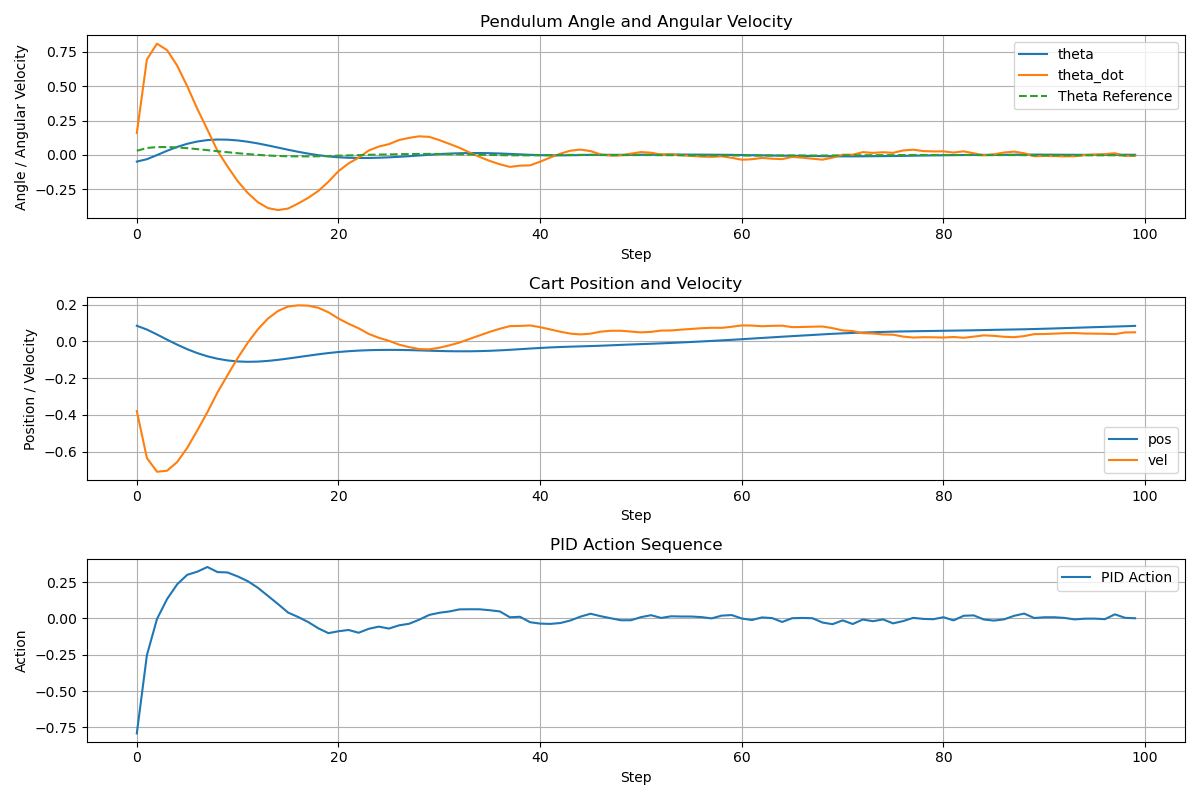 Pendulum Angle and Angular Velocity
Angle / Angular Velocity
0.75
0.50
0.25
0.00
−0.25
theta
theta_dot
Theta Reference
0 20 40 60 80 100
Step
Cart Position and Velocity
Position / Velocity
0.2
0.0
−0.2
−0.4
−0.6
pos
vel
0 20 40 60 80 100
Step
PID Action Sequence
Action
0.25
0.00
−0.25
−0.50
−0.75
PID Action
0 20 40 60 80 100
Step